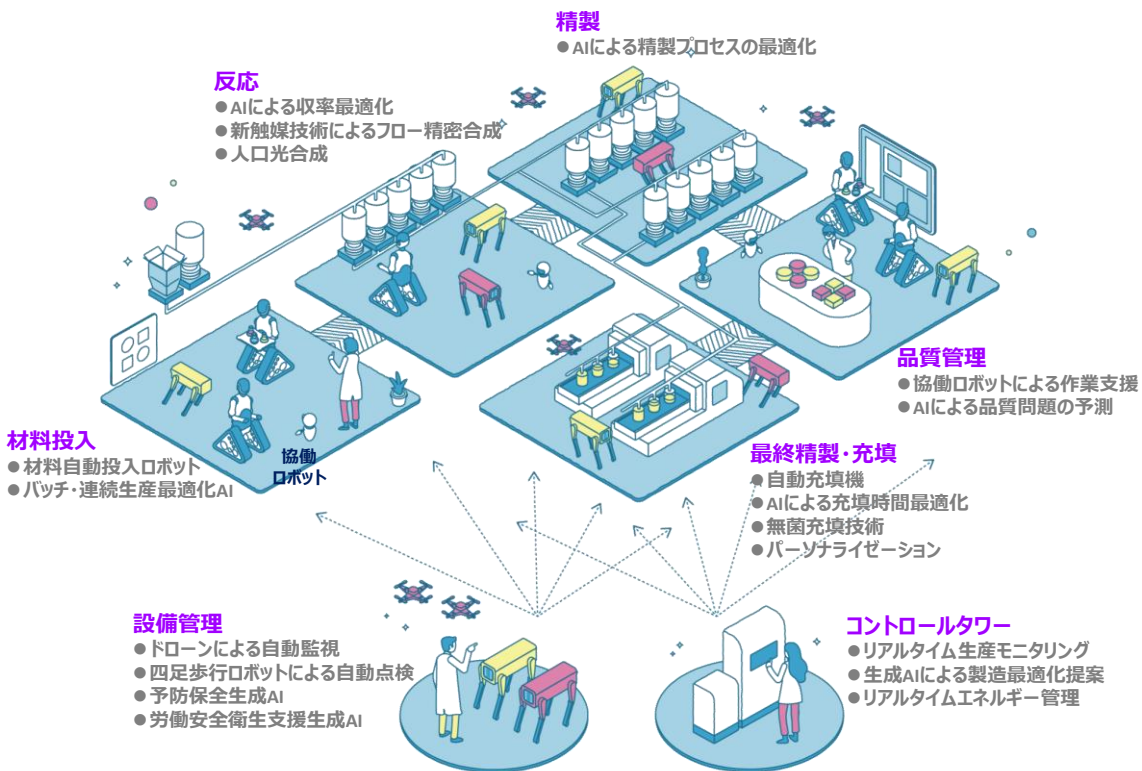 精製
●AIによる精製プロセスの最適化
反応
●AIによる収率最適化
●新触媒技術によるフロー精密合成
●人口光合成
品質管理
●協働ロボットによる作業支援
●AIによる品質問題の予測
材料投入
●材料自動投入ロボット
●バッチ・連続生産最適化AI
協働
ロボット
最終精製・充填
●自動充填機
●AIによる充填時間最適化
●無菌充填技術
●パーソナライゼーション
設備管理
●ドローンによる自動監視
●四足歩行ロボットによる自動点検
●予防保全生成AI
●労働安全衛生支援生成AI
コントロールタワー
●リアルタイム生産モニタリング
●生成AIによる製造最適化提案
●リアルタイムエネルギー管理